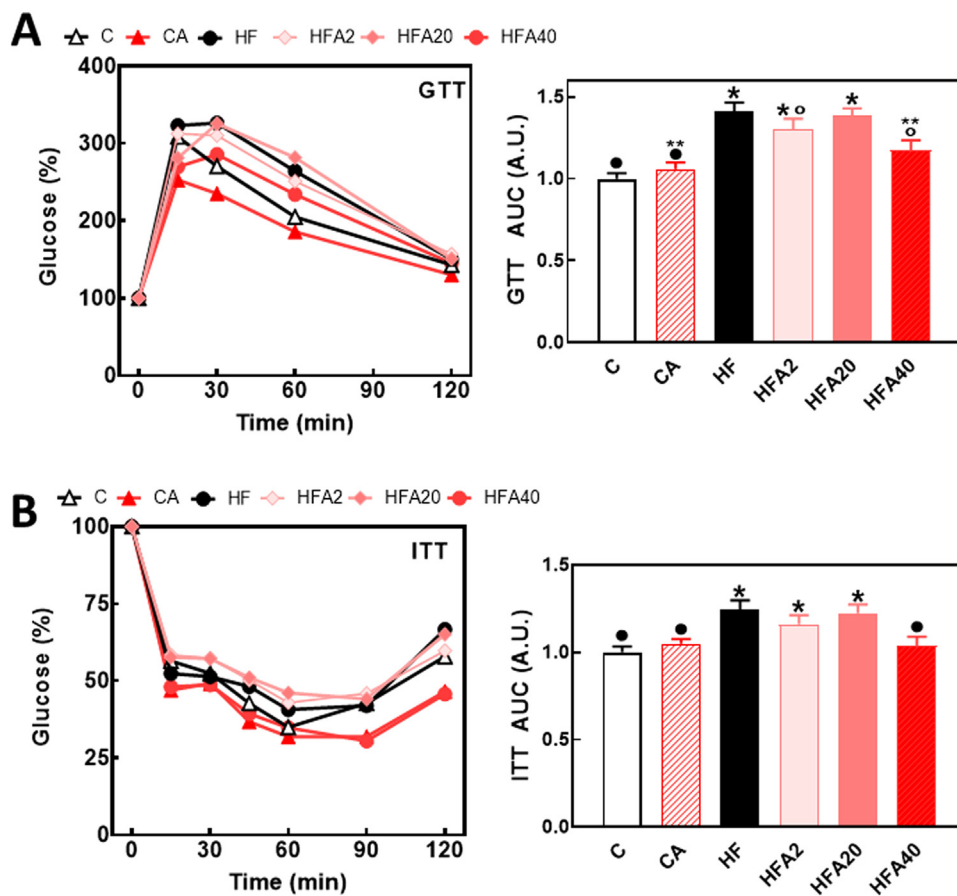 A
C CA HF HFA2 HFA20 HFA40
GTT
Glucose (%)
400
300
200
100
0
0 30 60 90 120
Time (min)
GTT AUC (A.U.)
1.5
1.0
0.5
0.0
* *o * ** **o
C CA HF HFA2 HFA20 HFA40
B
C CA HF HFA2 HFA20 HFA40
ITT
Glucose (%)
100
75
50
25
0
0 30 60 90 120
Time (min)
ITT AUC (A.U.)
1.5
1.0
0.5
0.0
* * *
C CA HF HFA2 HFA20 HFA40